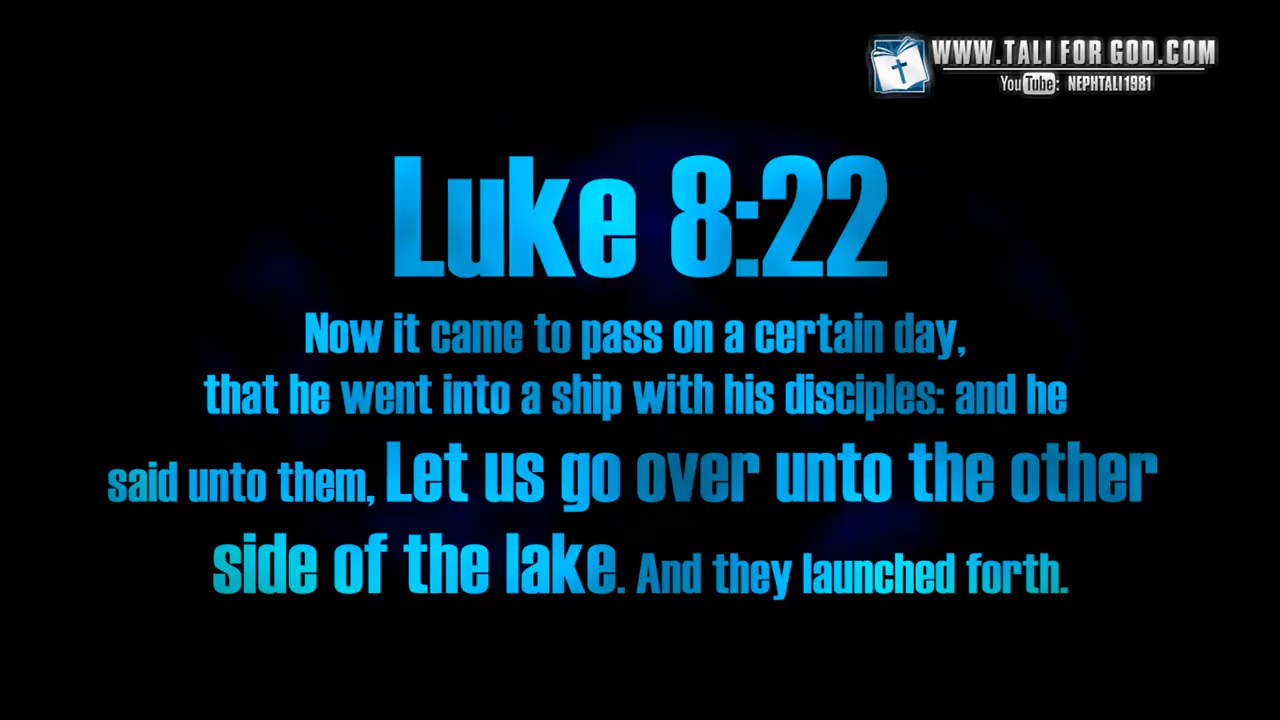 WWW.TALI FOR GOD.COM
YouTube: NEPHTALI1981
Luke 8:22
Now it came to pass on a certain day,
that he went into a ship with his disciples: and he
said unto them, Let us go over unto the other
side of the lake. And they launched forth.